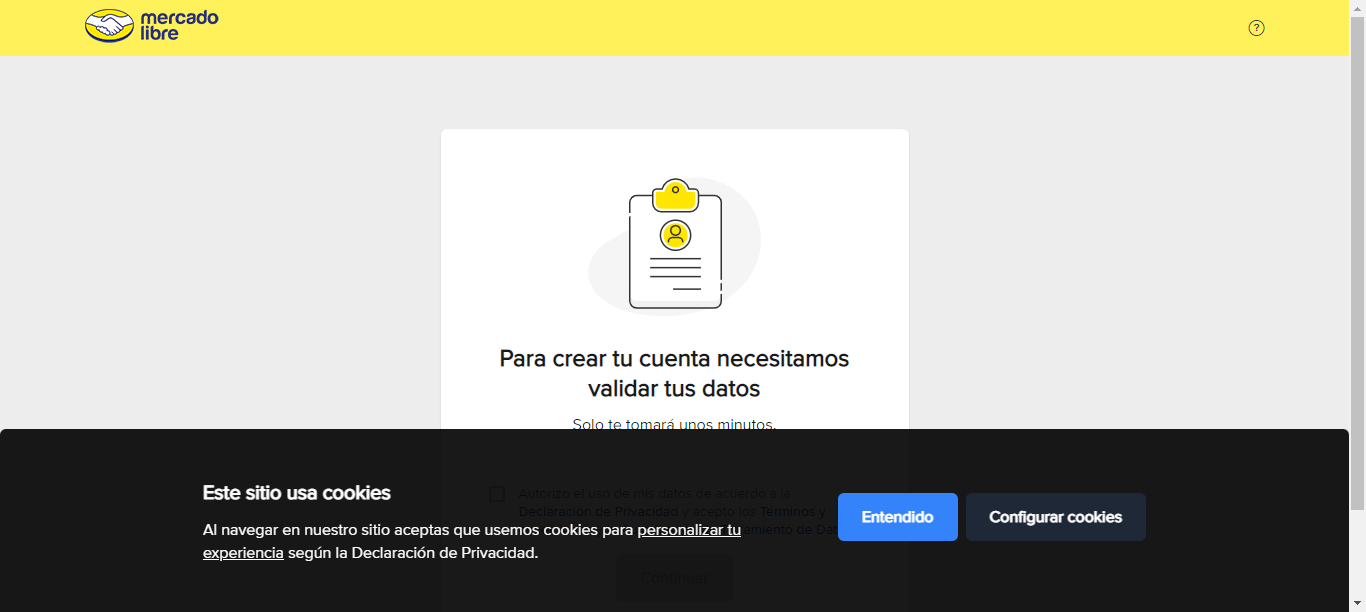 mercado
libre
?
Para crear tu cuenta necesitamos
validar tus datos
Solo te tomará unos minutos.
Autorizo el uso de mis datos de acuerdo a la
Declaración de Privacidad y acepto los Términos y
Tratamiento de Dat
Continuar
Este sitio usa cookies
Al navegar en nuestro sitio aceptas que usemos cookies para personalizar tu
experiencia según la Declaración de Privacidad.
Entendido
Configurar cookies